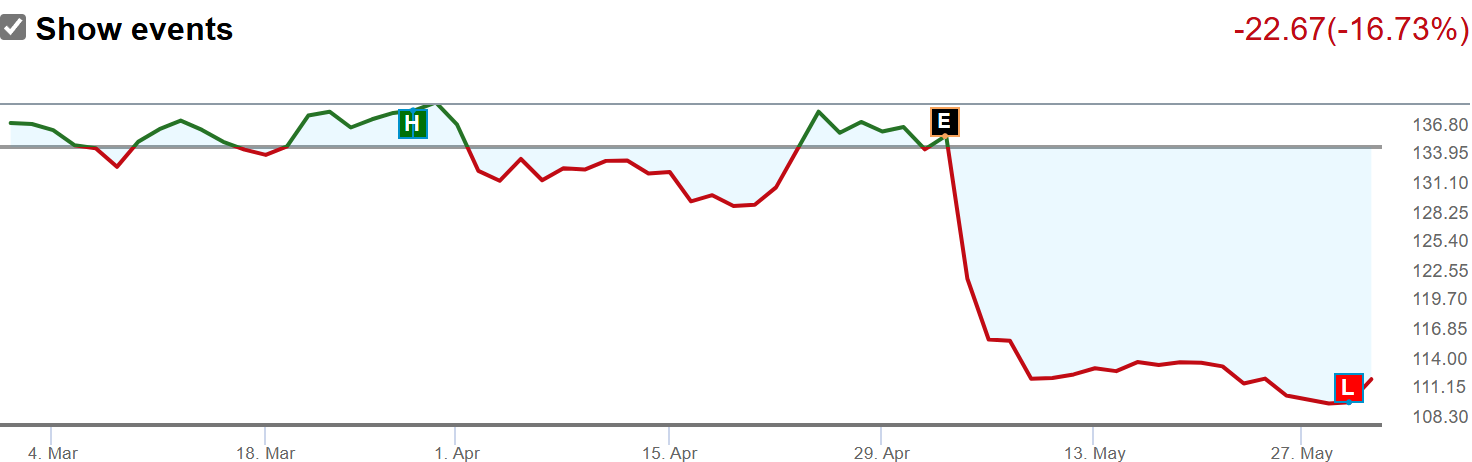 Show events
-22.67(-16.73%)
H
E
136.80
133.95
131.10
128.25
125.40
122.55
119.70
116.85
114.00
111.15
108.30
L
4. Mar
18. Mar
1. Apr
15. Apr
29. Apr
13. May
27. May